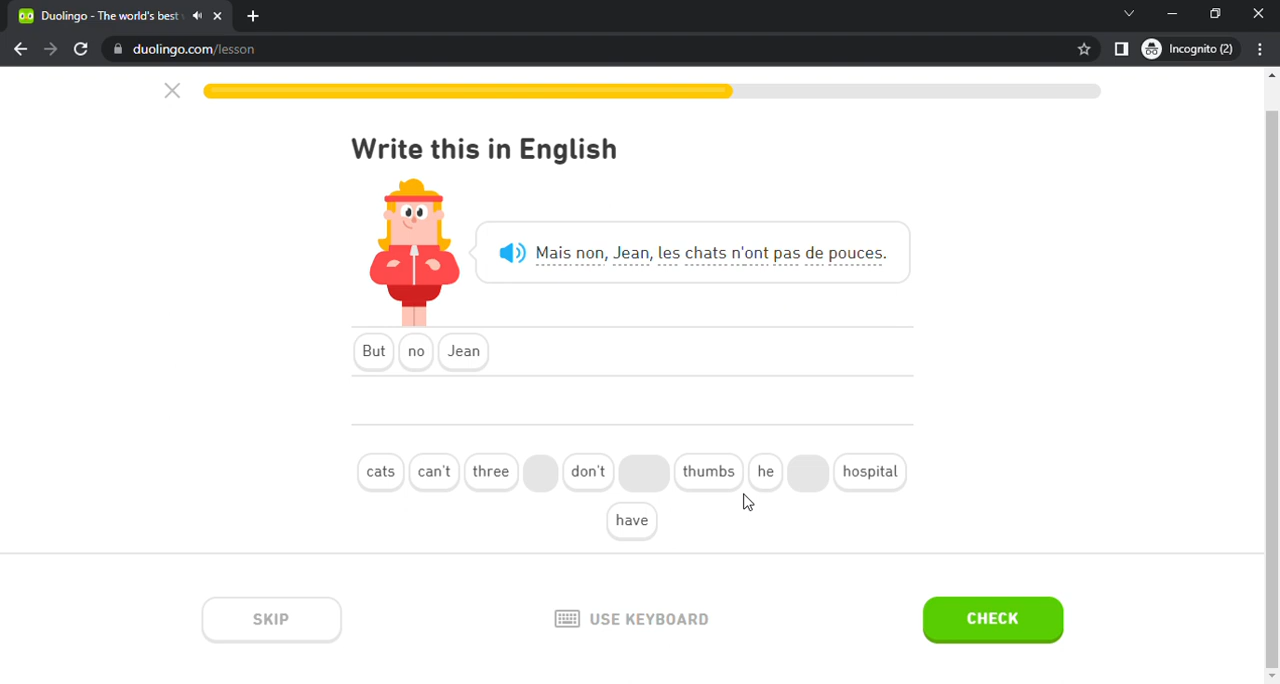 Duolingo - The world's best
duolingo.com/lesson
Incognito (2)
Write this in English
Mais non, Jean, les chats n'ont pas de pouces.
But no Jean
cats can't three don't thumbs he hospital
have
SKIP USE KEYBOARD CHECK